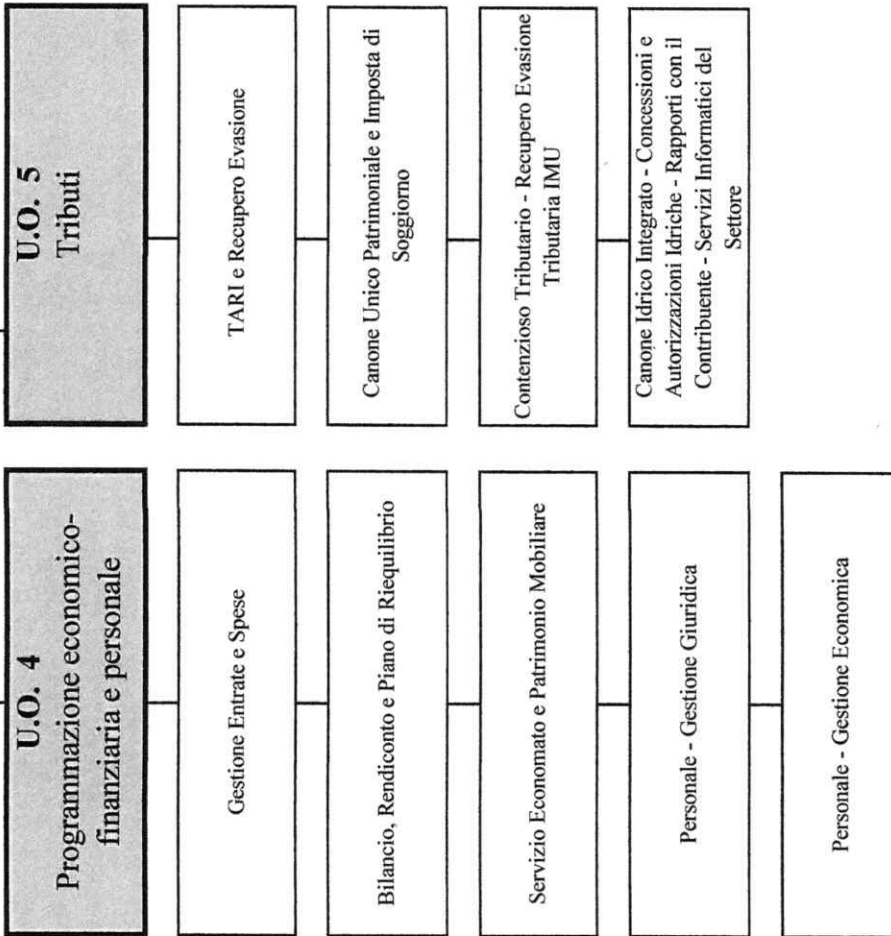 U.O. 4
Programmazione economico-
finanziaria e personale
Gestione Entrate e Spese
Bilancio, Rendiconto e Piano di Riequilibrio
Servizio Economato e Patrimonio Mobiliare
Personale - Gestione Giuridica
Personale - Gestione Economica
U.O. 5
Tributi
TARI e Recupero Evasione
Canone Unico Patrimoniale e Imposta di
Soggiorno
Contenzioso Tributario - Recupero Evasione
Tributaria IMU
Canone Idrico Integrato - Concessioni e
Autorizzazioni Idriche - Rapporti con il
Contribuente - Servizi Informatici del
Settore